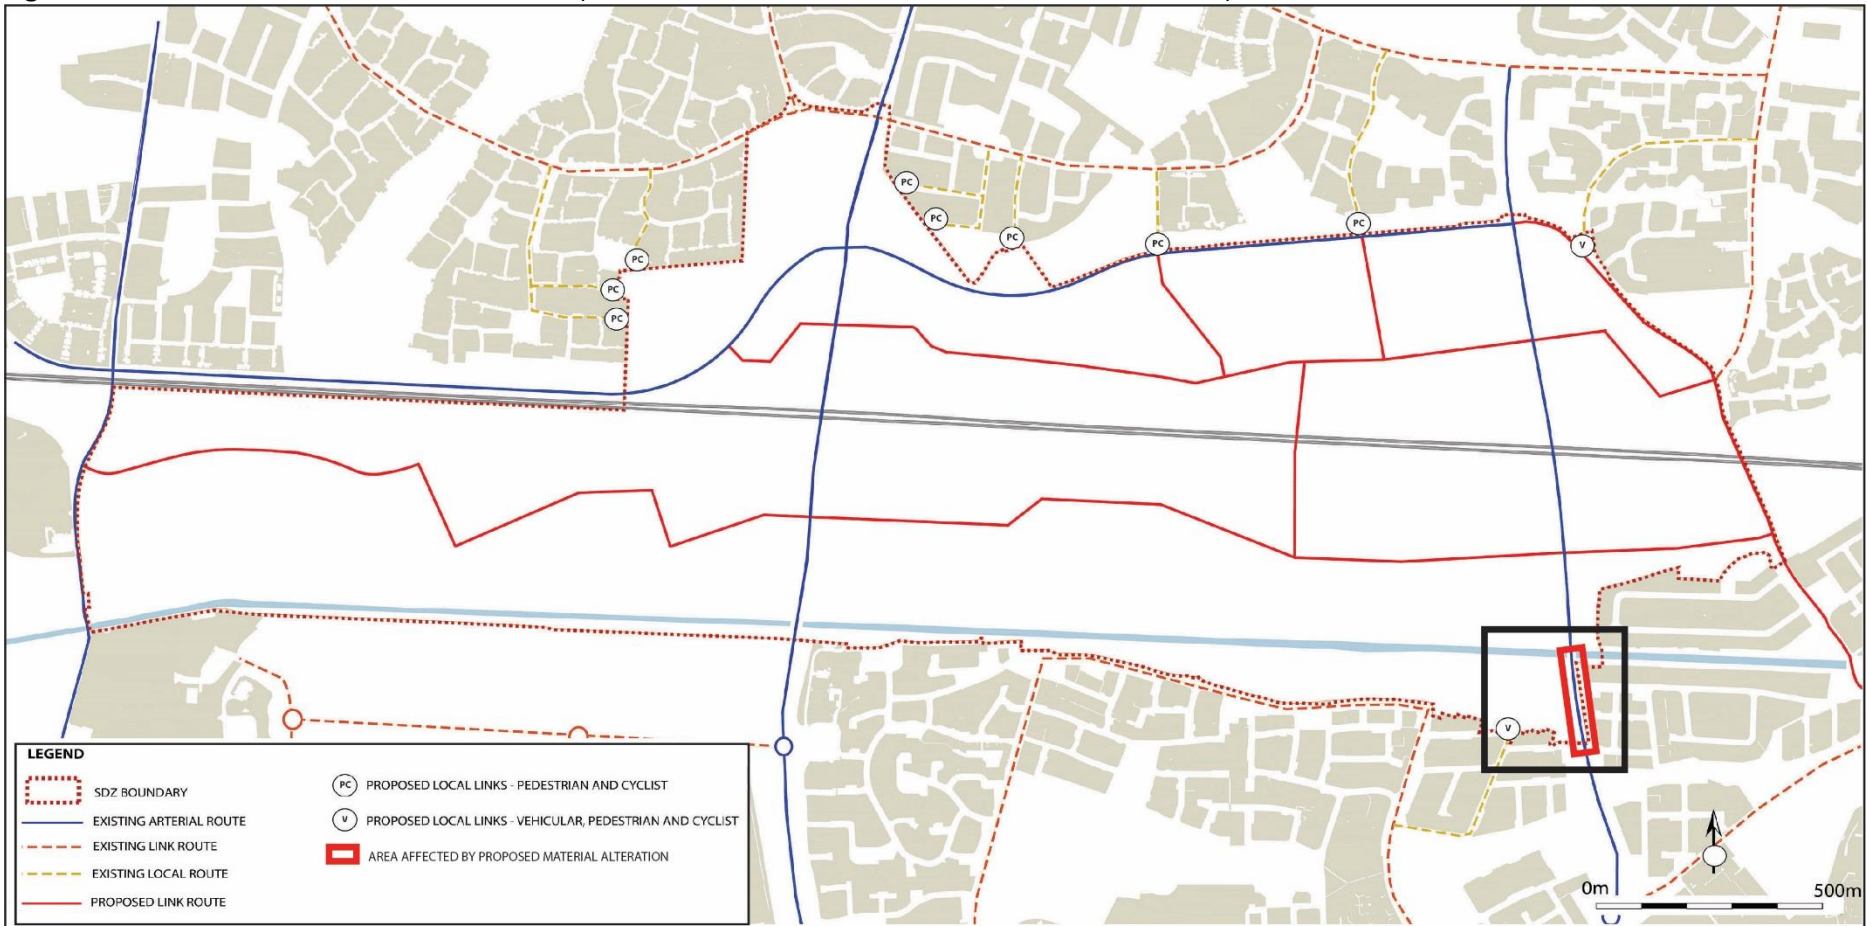 PC
PC
PC
PC
V
PC
PC
PC
PC
PC
V
LEGEND
SDZ BOUNDARY
EXISTING ARTERIAL ROUTE
EXISTING LINK ROUTE
EXISTING LOCAL ROUTE
PROPOSED LINK ROUTE
PC PROPOSED LOCAL LINKS - PEDESTRIAN AND CYCLIST
V PROPOSED LOCAL LINKS - VEHICULAR, PEDESTRIAN AND CYCLIST
AREA AFFECTED BY PROPOSED MATERIAL ALTERATION
0m 500m